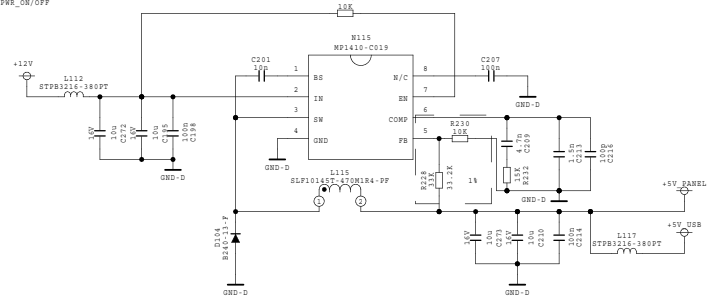 PWR_ON/OFF
10K
N115
MP1410-C019
+12V
L112
STPB3216-380PT
C201
10n
C207
100n
1
BS
N/C
8
2
IN
EN
7
3
SW
COMP
6
4
GND
FB
5
GND-D
16V
10u
C272
16V
10u
C195
100n
C198
GND-D
GND-D
R230
10K
4.7n
C209
15K
R232
1.5n
C213
100p
C216
L115
SLF10145T-470M1R4-PF
1
2
R228
33K
33.2K
1%
GND-D
+5V_PANEL
+5V_USB
L117
STPB3216-380PT
D104
B240-13-F
16V
10u
C273
16V
10u
C210
100n
C214
GND-D
GND-D